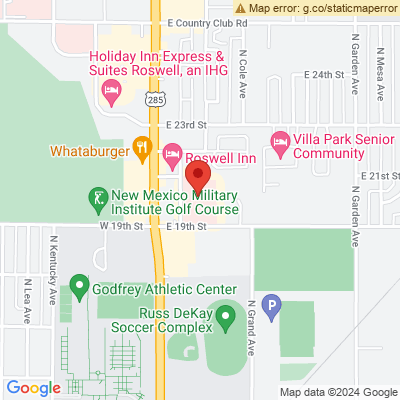 Map error: g.co/staticmaperror
E Country Club Rd
Holiday Inn Express &
Suites Roswell, an IHG
N Cole Ave
N Garden Ave
N Mesa Ave
E 24th St
285
E 23rd St
Whataburger
Roswell Inn
Villa Park Senior
Community
E 21st St
New Mexico Military
Institute Golf Course
W 19th St
E 19th St
N Garden Ave
N Lea Ave
N Kentucky Ave
Godfrey Athletic Center
Russ DeKay
Soccer Complex
P
N Grand Ave
Google
Map data ©2024 Google